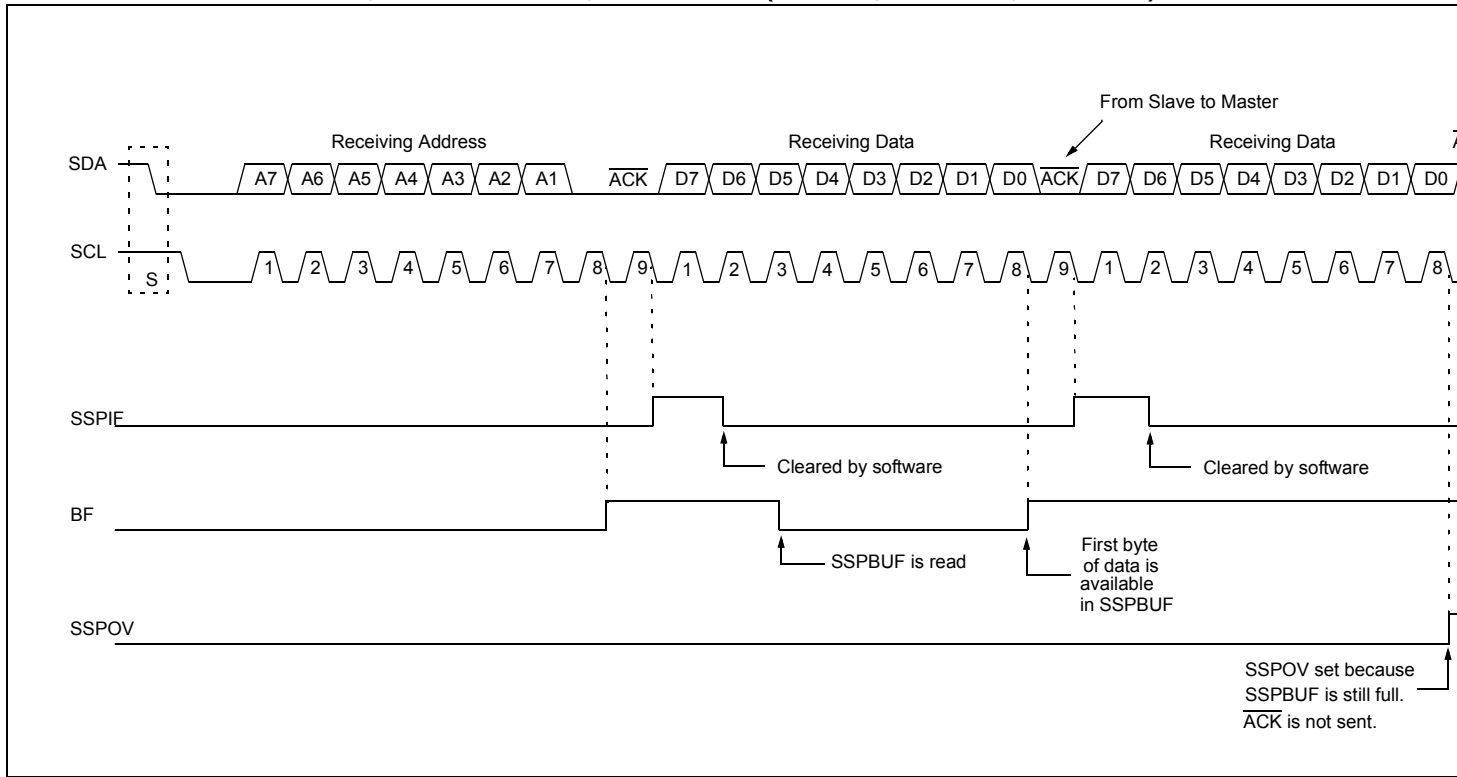 From Slave to Master
Receiving Address
Receiving Data
Receiving Data
SDA
A7 A6 A5 A4 A3 A2 A1 ACK D7 D6 D5 D4 D3 D2 D1 D0 ACK D7 D6 D5 D4 D3 D2 D1 D0
SCL
S
1 2 3 4 5 6 7 8 9 1 2 3 4 5 6 7 8 9 1 2 3 4 5 6 7 8
SSPIF
Cleared by software
Cleared by software
BF
SSPBUF is read
First byte
of data is
available
in SSPBUF
SSPOV
SSPOV set because
SSPBUF is still full.
ACK is not sent.